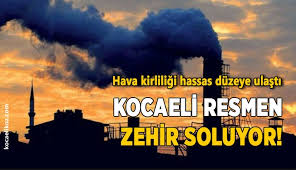 Hava kirliliği hassas düzeye ulaştı
KOCAELİ RESMEN
ZEHİR SOLUYOR!